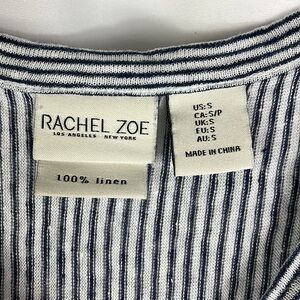 RACHEL ZOE
LOS ANGELES NEW YORK
100% linen
US:S
CA:S/P
UK:S
EU:S
AU:S
MADE IN CHINA